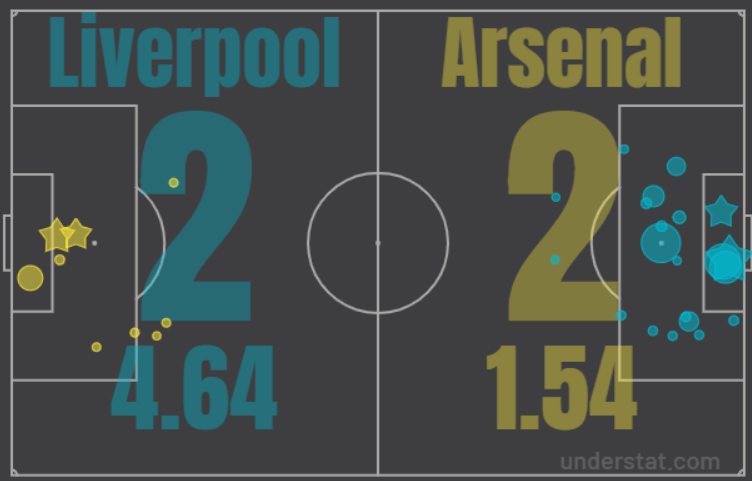 Liverpool Arsenal
2 2
4.64 1.54
understat.com